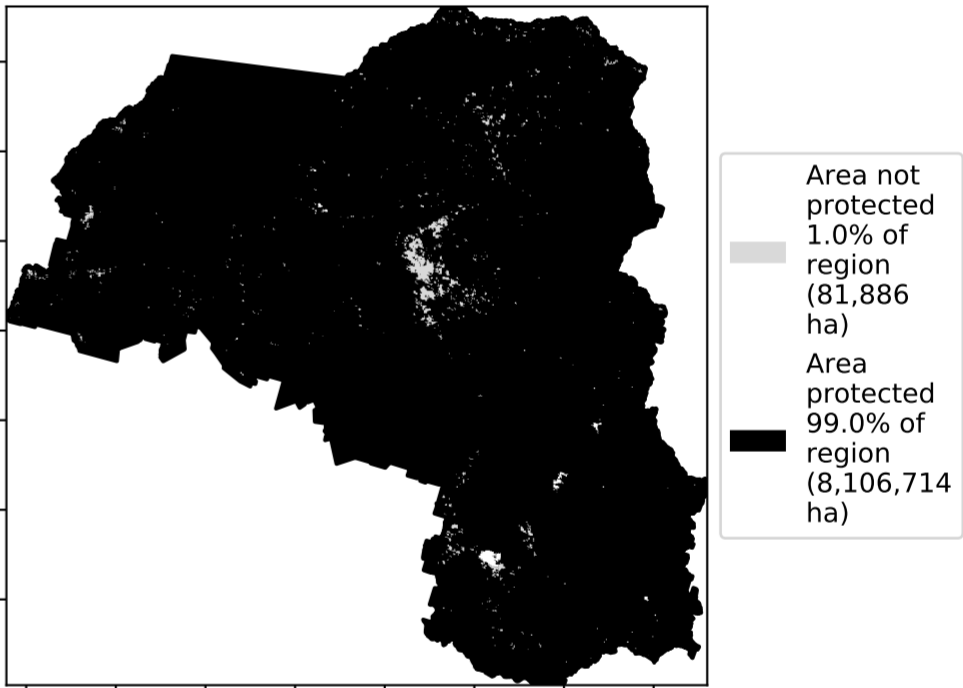 Area not
protected
1.0% of
region
(81,886
ha)
Area
protected
99.0% of
region
(8,106,714
ha)